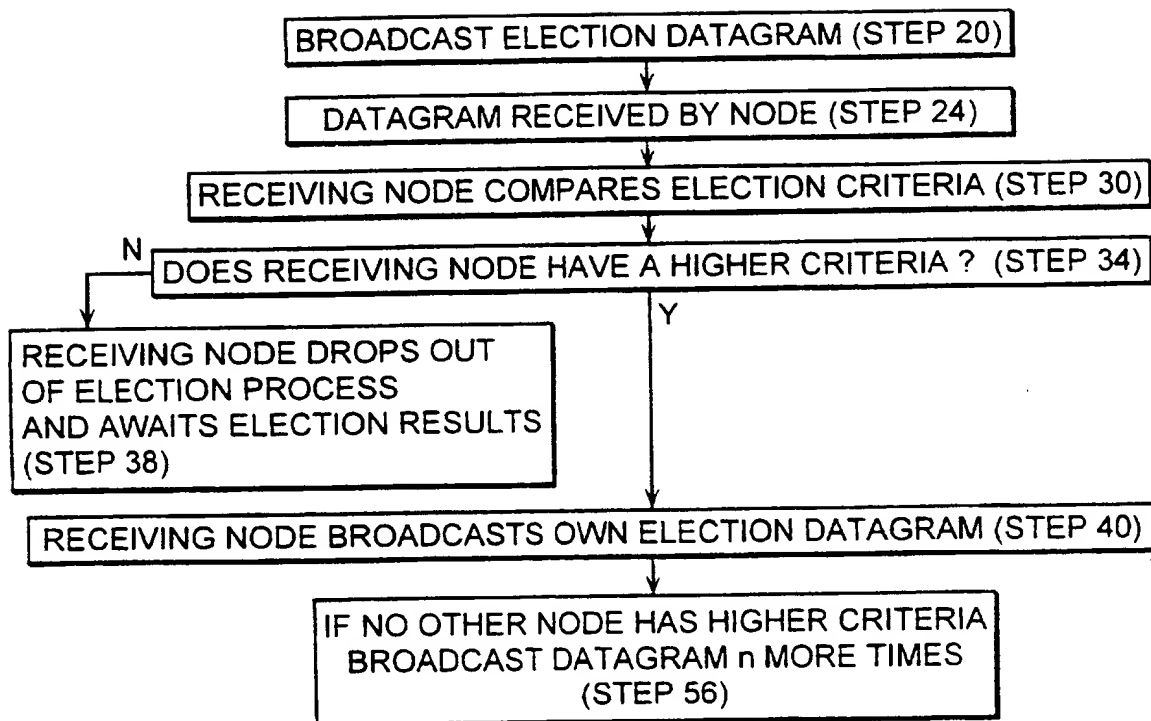 BROADCAST ELECTION DATAGRAM (STEP 20)
DATAGRAM RECEIVED BY NODE (STEP 24)
RECEIVING NODE COMPARES ELECTION CRITERIA (STEP 30)
N
DOES RECEIVING NODE HAVE A HIGHER CRITERIA ? (STEP 34)
Y
RECEIVING NODE DROPS OUT
OF ELECTION PROCESS
AND AWAITS ELECTION RESULTS
(STEP 38)
RECEIVING NODE BROADCASTS OWN ELECTION DATAGRAM (STEP 40)
IF NO OTHER NODE HAS HIGHER CRITERIA
BROADCAST DATAGRAM n MORE TIMES
(STEP 56)